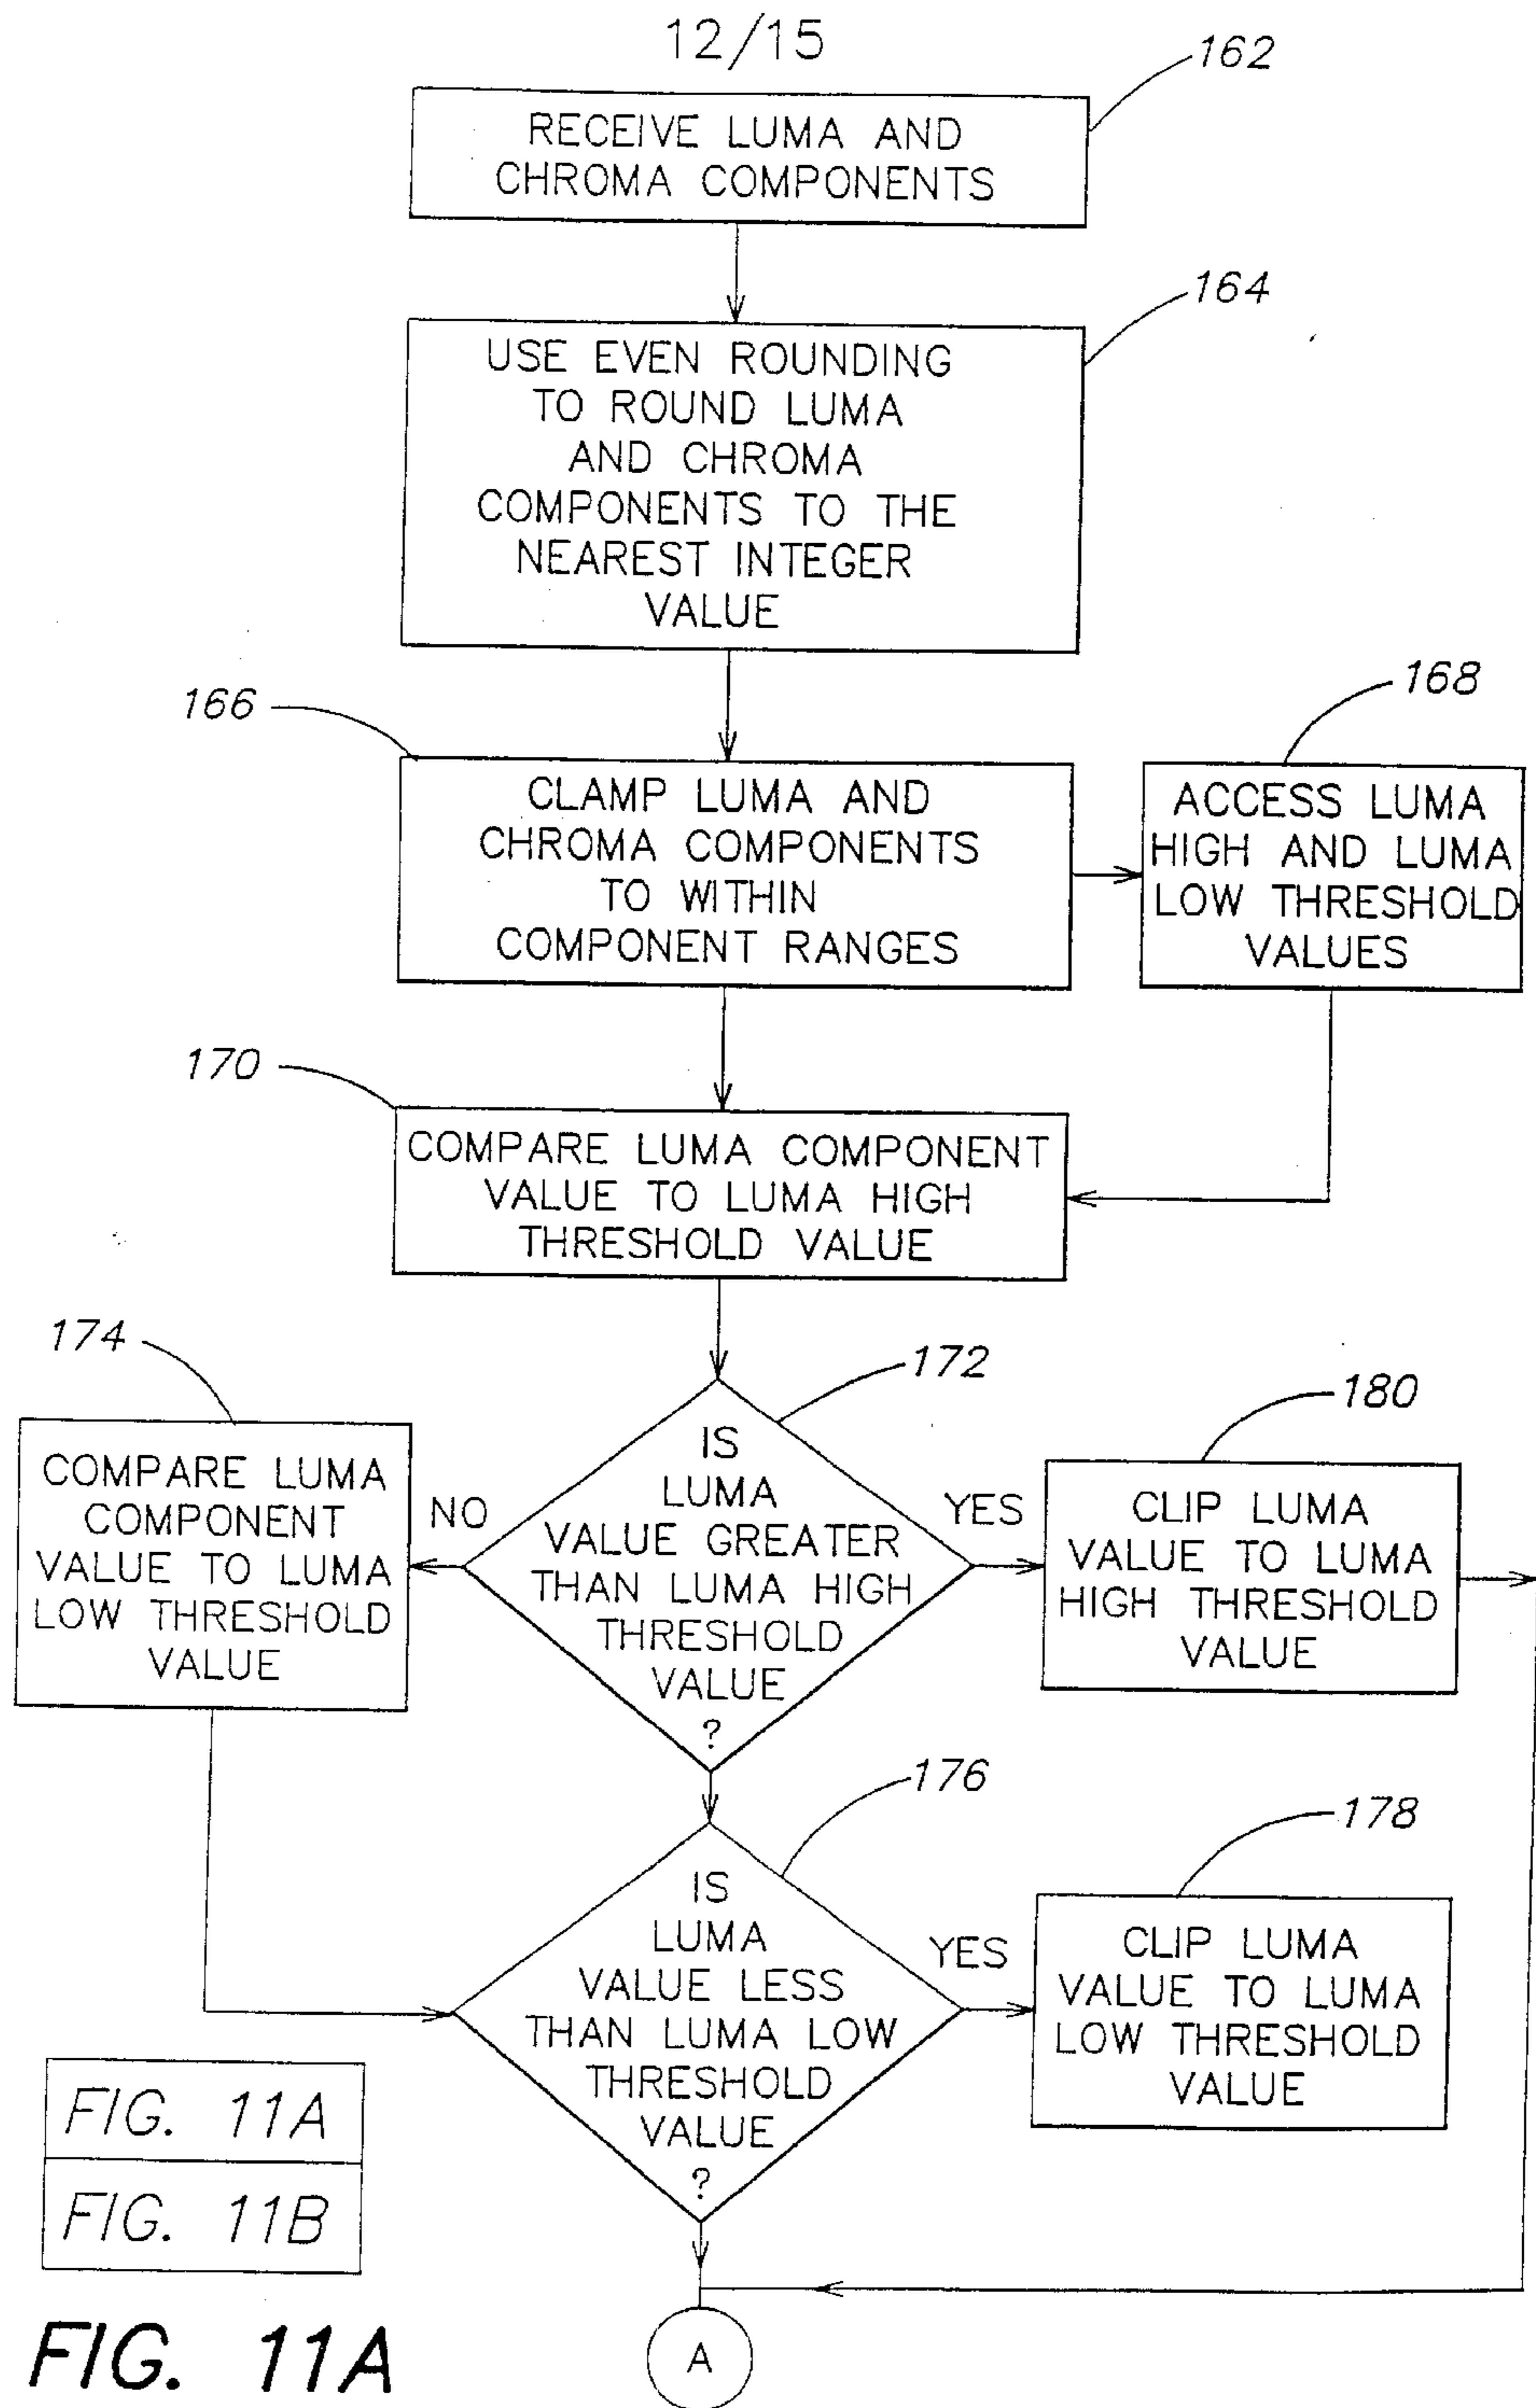 12/15
162
RECEIVE LUMA AND
CHROMA COMPONENTS
164
USE EVEN ROUNDING
TO ROUND LUMA
AND CHROMA
COMPONENTS TO THE
NEAREST INTEGER
VALUE
166
CLAMP LUMA AND
CHROMA COMPONENTS
TO WITHIN
COMPONENT RANGES
168
ACCESS LUMA
HIGH AND LUMA
LOW THRESHOLD
VALUES
170
COMPARE LUMA COMPONENT
VALUE TO LUMA HIGH
THRESHOLD VALUE
174
COMPARE LUMA
COMPONENT
VALUE TO LUMA
LOW THRESHOLD
VALUE
NO
172
IS
LUMA
VALUE GREATER
THAN LUMA HIGH
THRESHOLD
VALUE
?
YES
180
CLIP LUMA
VALUE TO LUMA
HIGH THRESHOLD
VALUE
176
IS
LUMA
VALUE LESS
THAN LUMA LOW
THRESHOLD
VALUE
?
YES
178
CLIP LUMA
VALUE TO LUMA
LOW THRESHOLD
VALUE
FIG. 11A
FIG. 11B
FIG. 11A
A